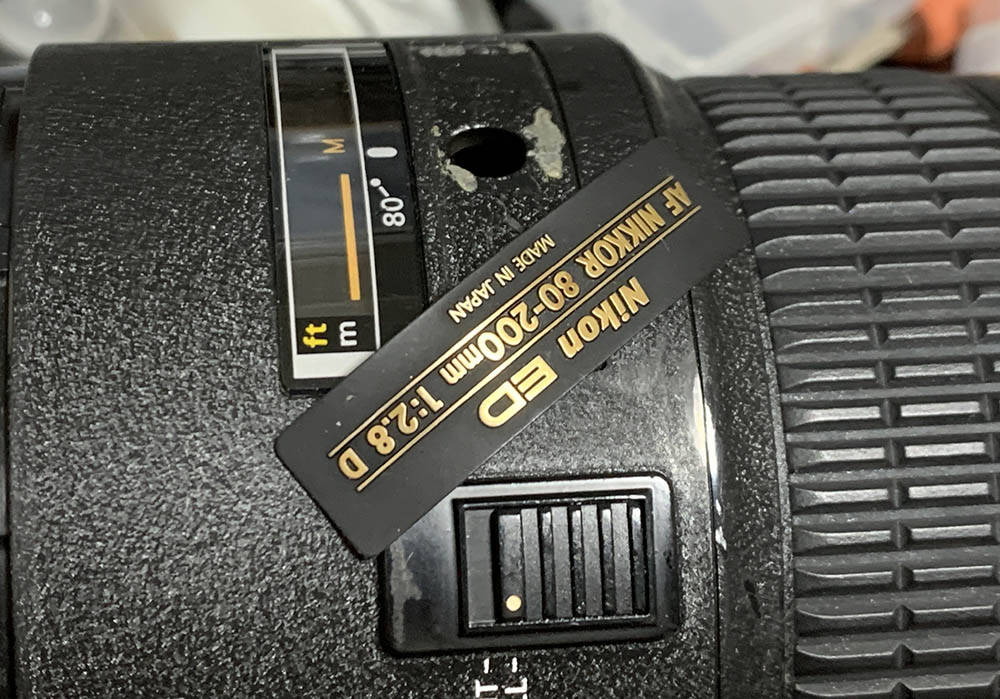 Nikon ED
AF NIKKOR 80-200mm 1:2.8 D
MADE IN JAPAN
M
80
ft
m